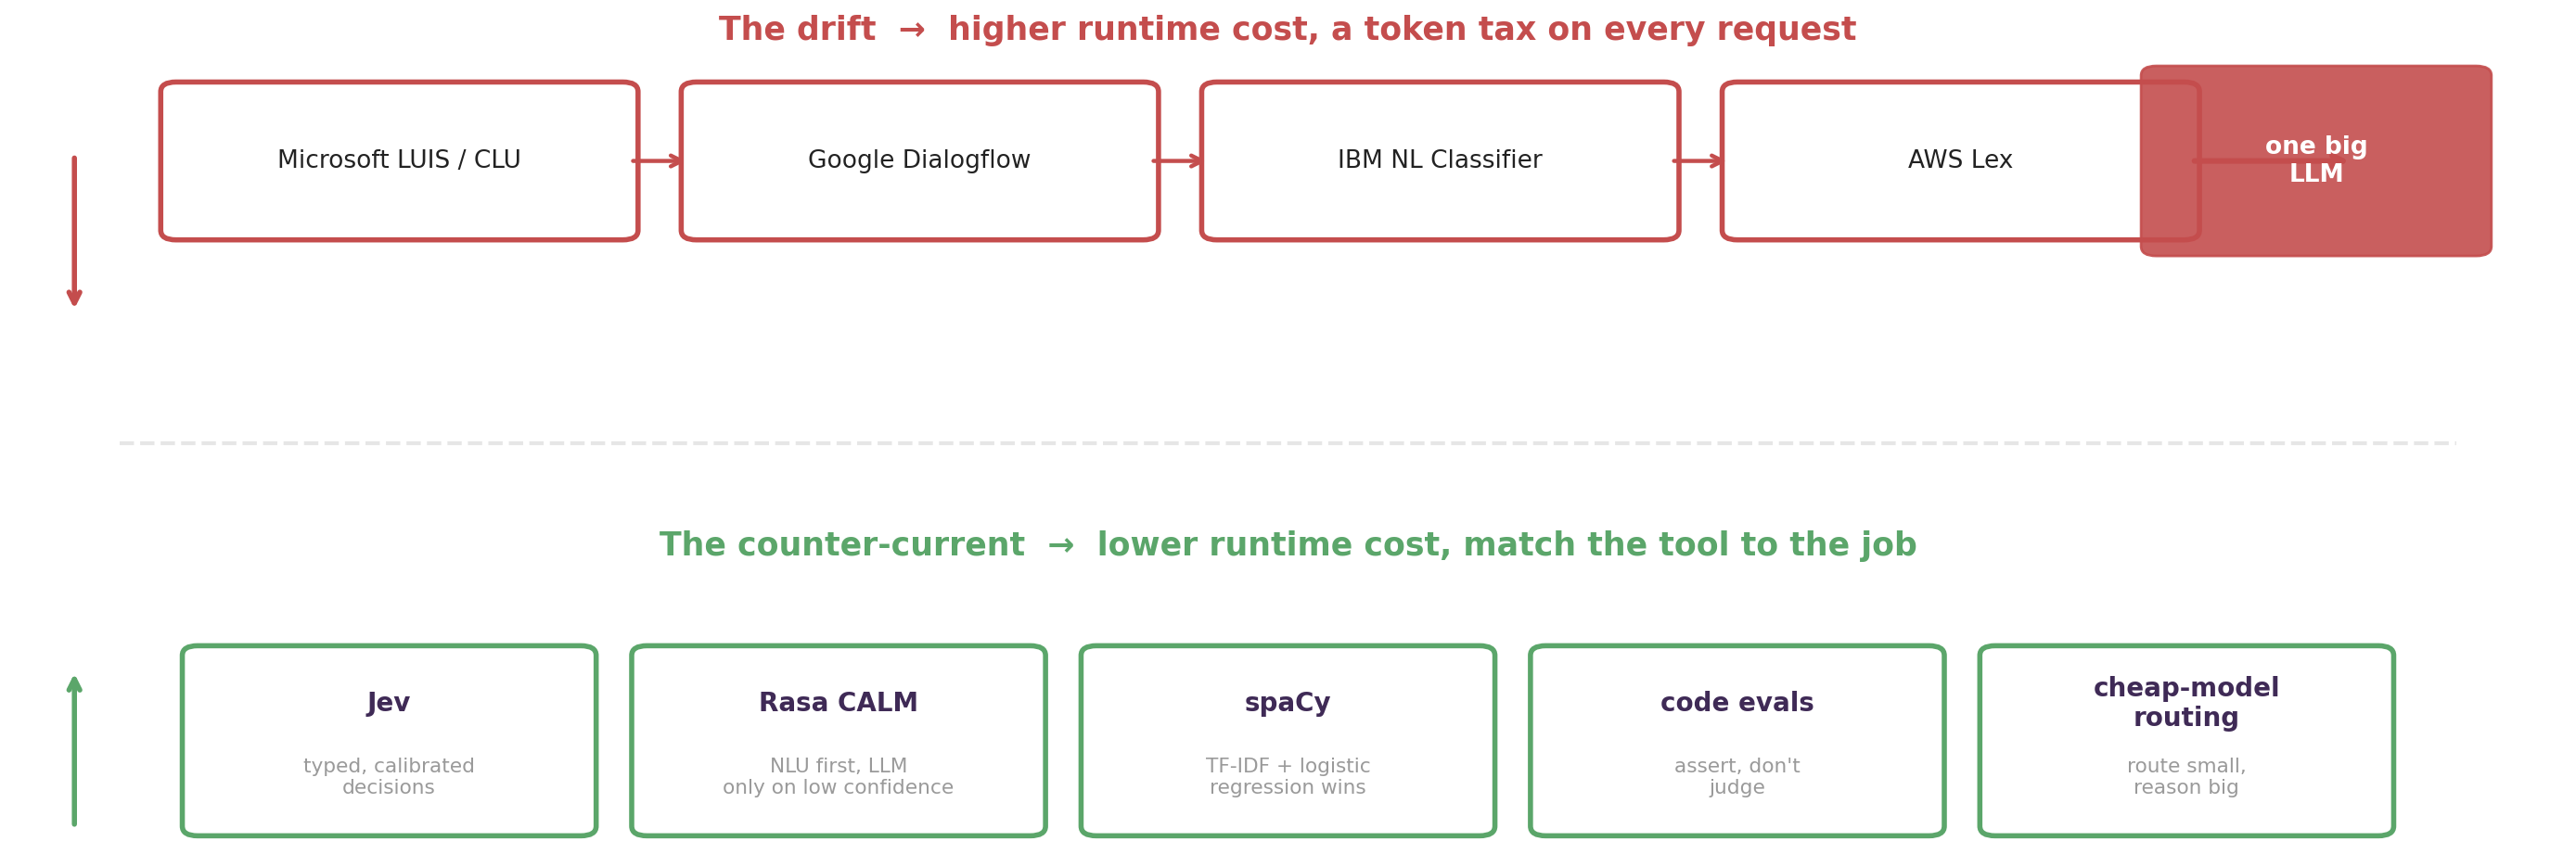 The drift → higher runtime cost, a token tax on every request
Microsoft LUIS / CLU
Google Dialogflow
IBM NL Classifier
AWS Lex
one big
LLM
The counter-current → lower runtime cost, match the tool to the job
Jev
typed, calibrated
decisions
Rasa CALM
NLU first, LLM
only on low confidence
spaCy
TF-IDF + logistic
regression wins
code evals
assert, don't
judge
cheap-model
routing
route small,
reason big